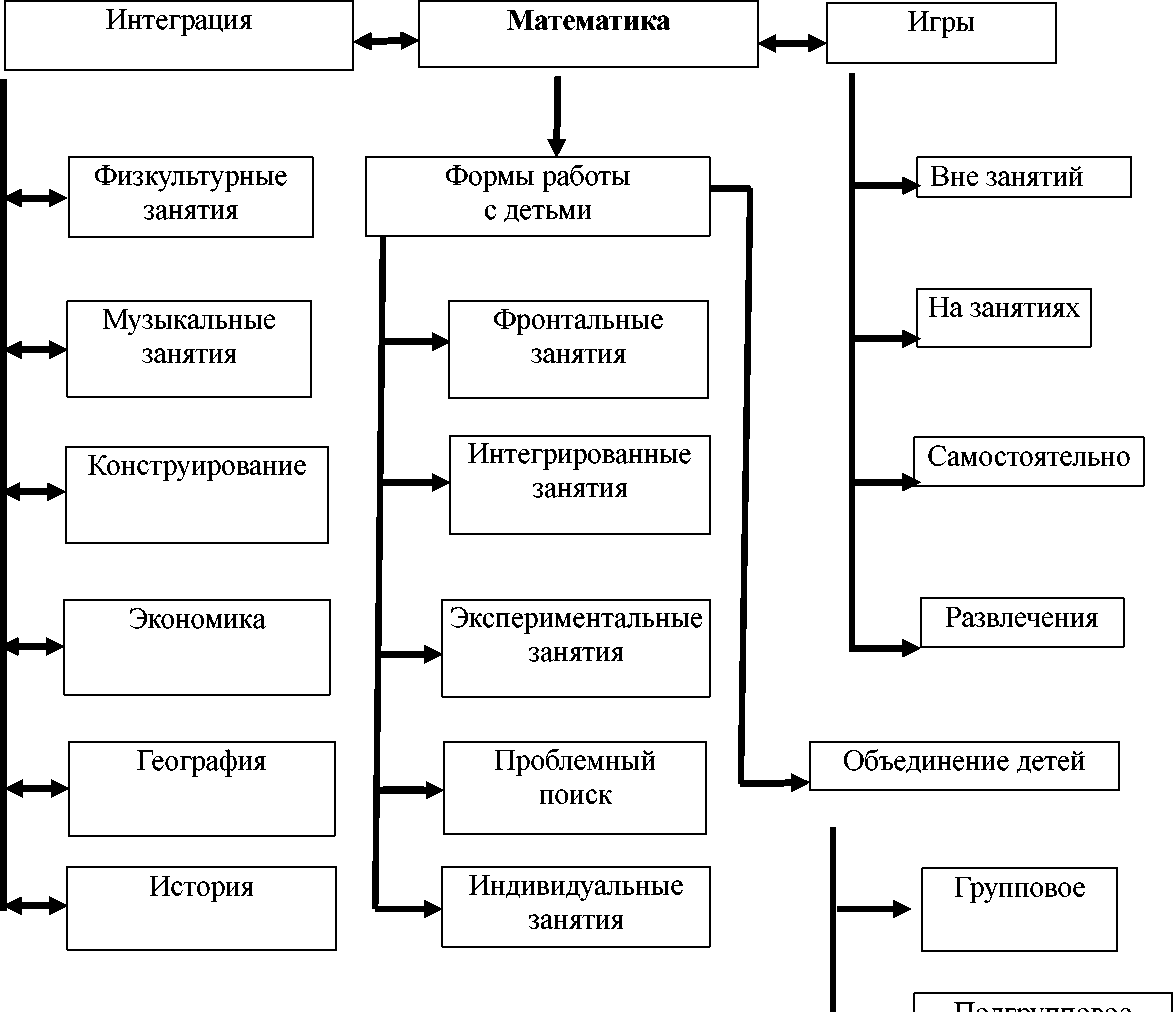 Интеграция
Математика
Игры
Физкультурные
занятия
Музыкальные
занятия
Конструирование
Экономика
География
История
Формы работы
с детьми
Фронтальные
занятия
Интегрированные
занятия
Экспериментальные
занятия
Проблемный
поиск
Индивидуальные
занятия
Вне занятий
На занятиях
Самостоятельно
Развлечения
Объединение детей
Групповое
Подгрупповое